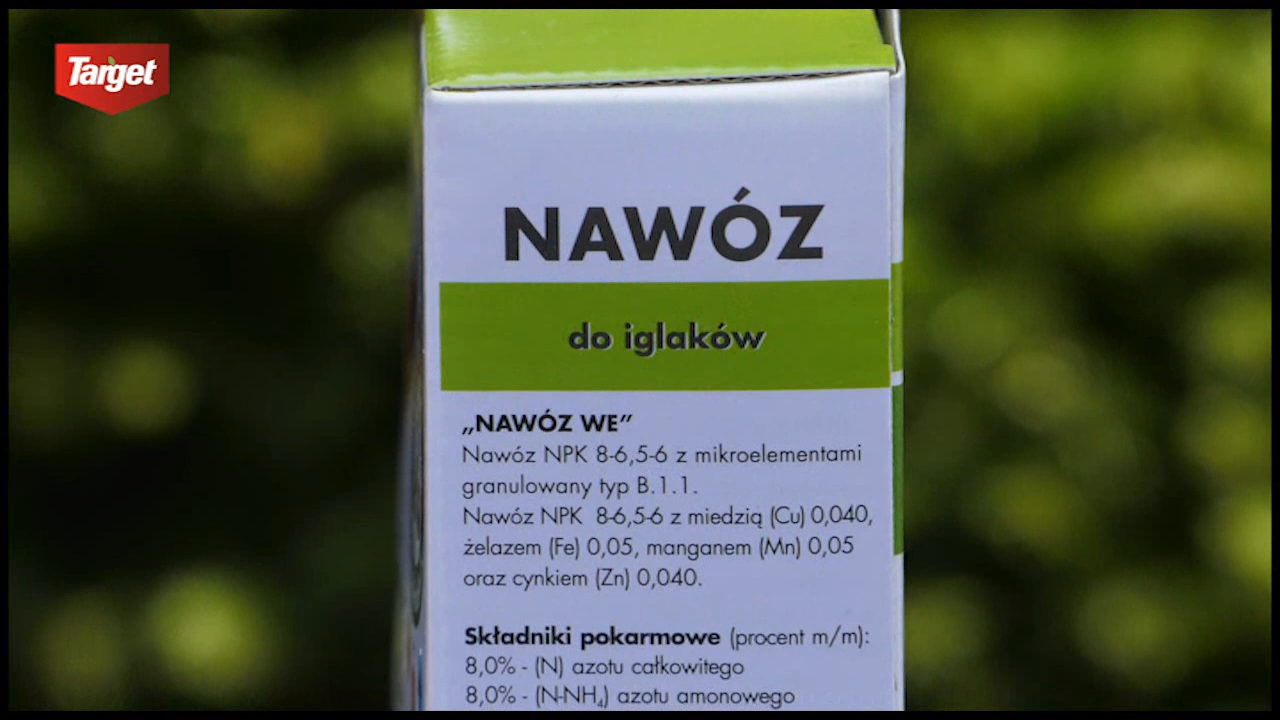 Target
NAWÓZ
do iglaków
„NAWÓZ WE”
Nawóz NPK 8-6,5-6 z mikroelementami
granulowany typ B.1.1.
Nawóz NPK 8-6,5-6 z miedzią (Cu) 0,040,
żelazem (Fe) 0,05, manganem (Mn) 0,05
oraz cynkiem (Zn) 0,040.
Składniki pokarmowe (procent m/m):
8,0% - (N) azotu całkowitego
8,0% - (N-NH₄) azotu amonowego